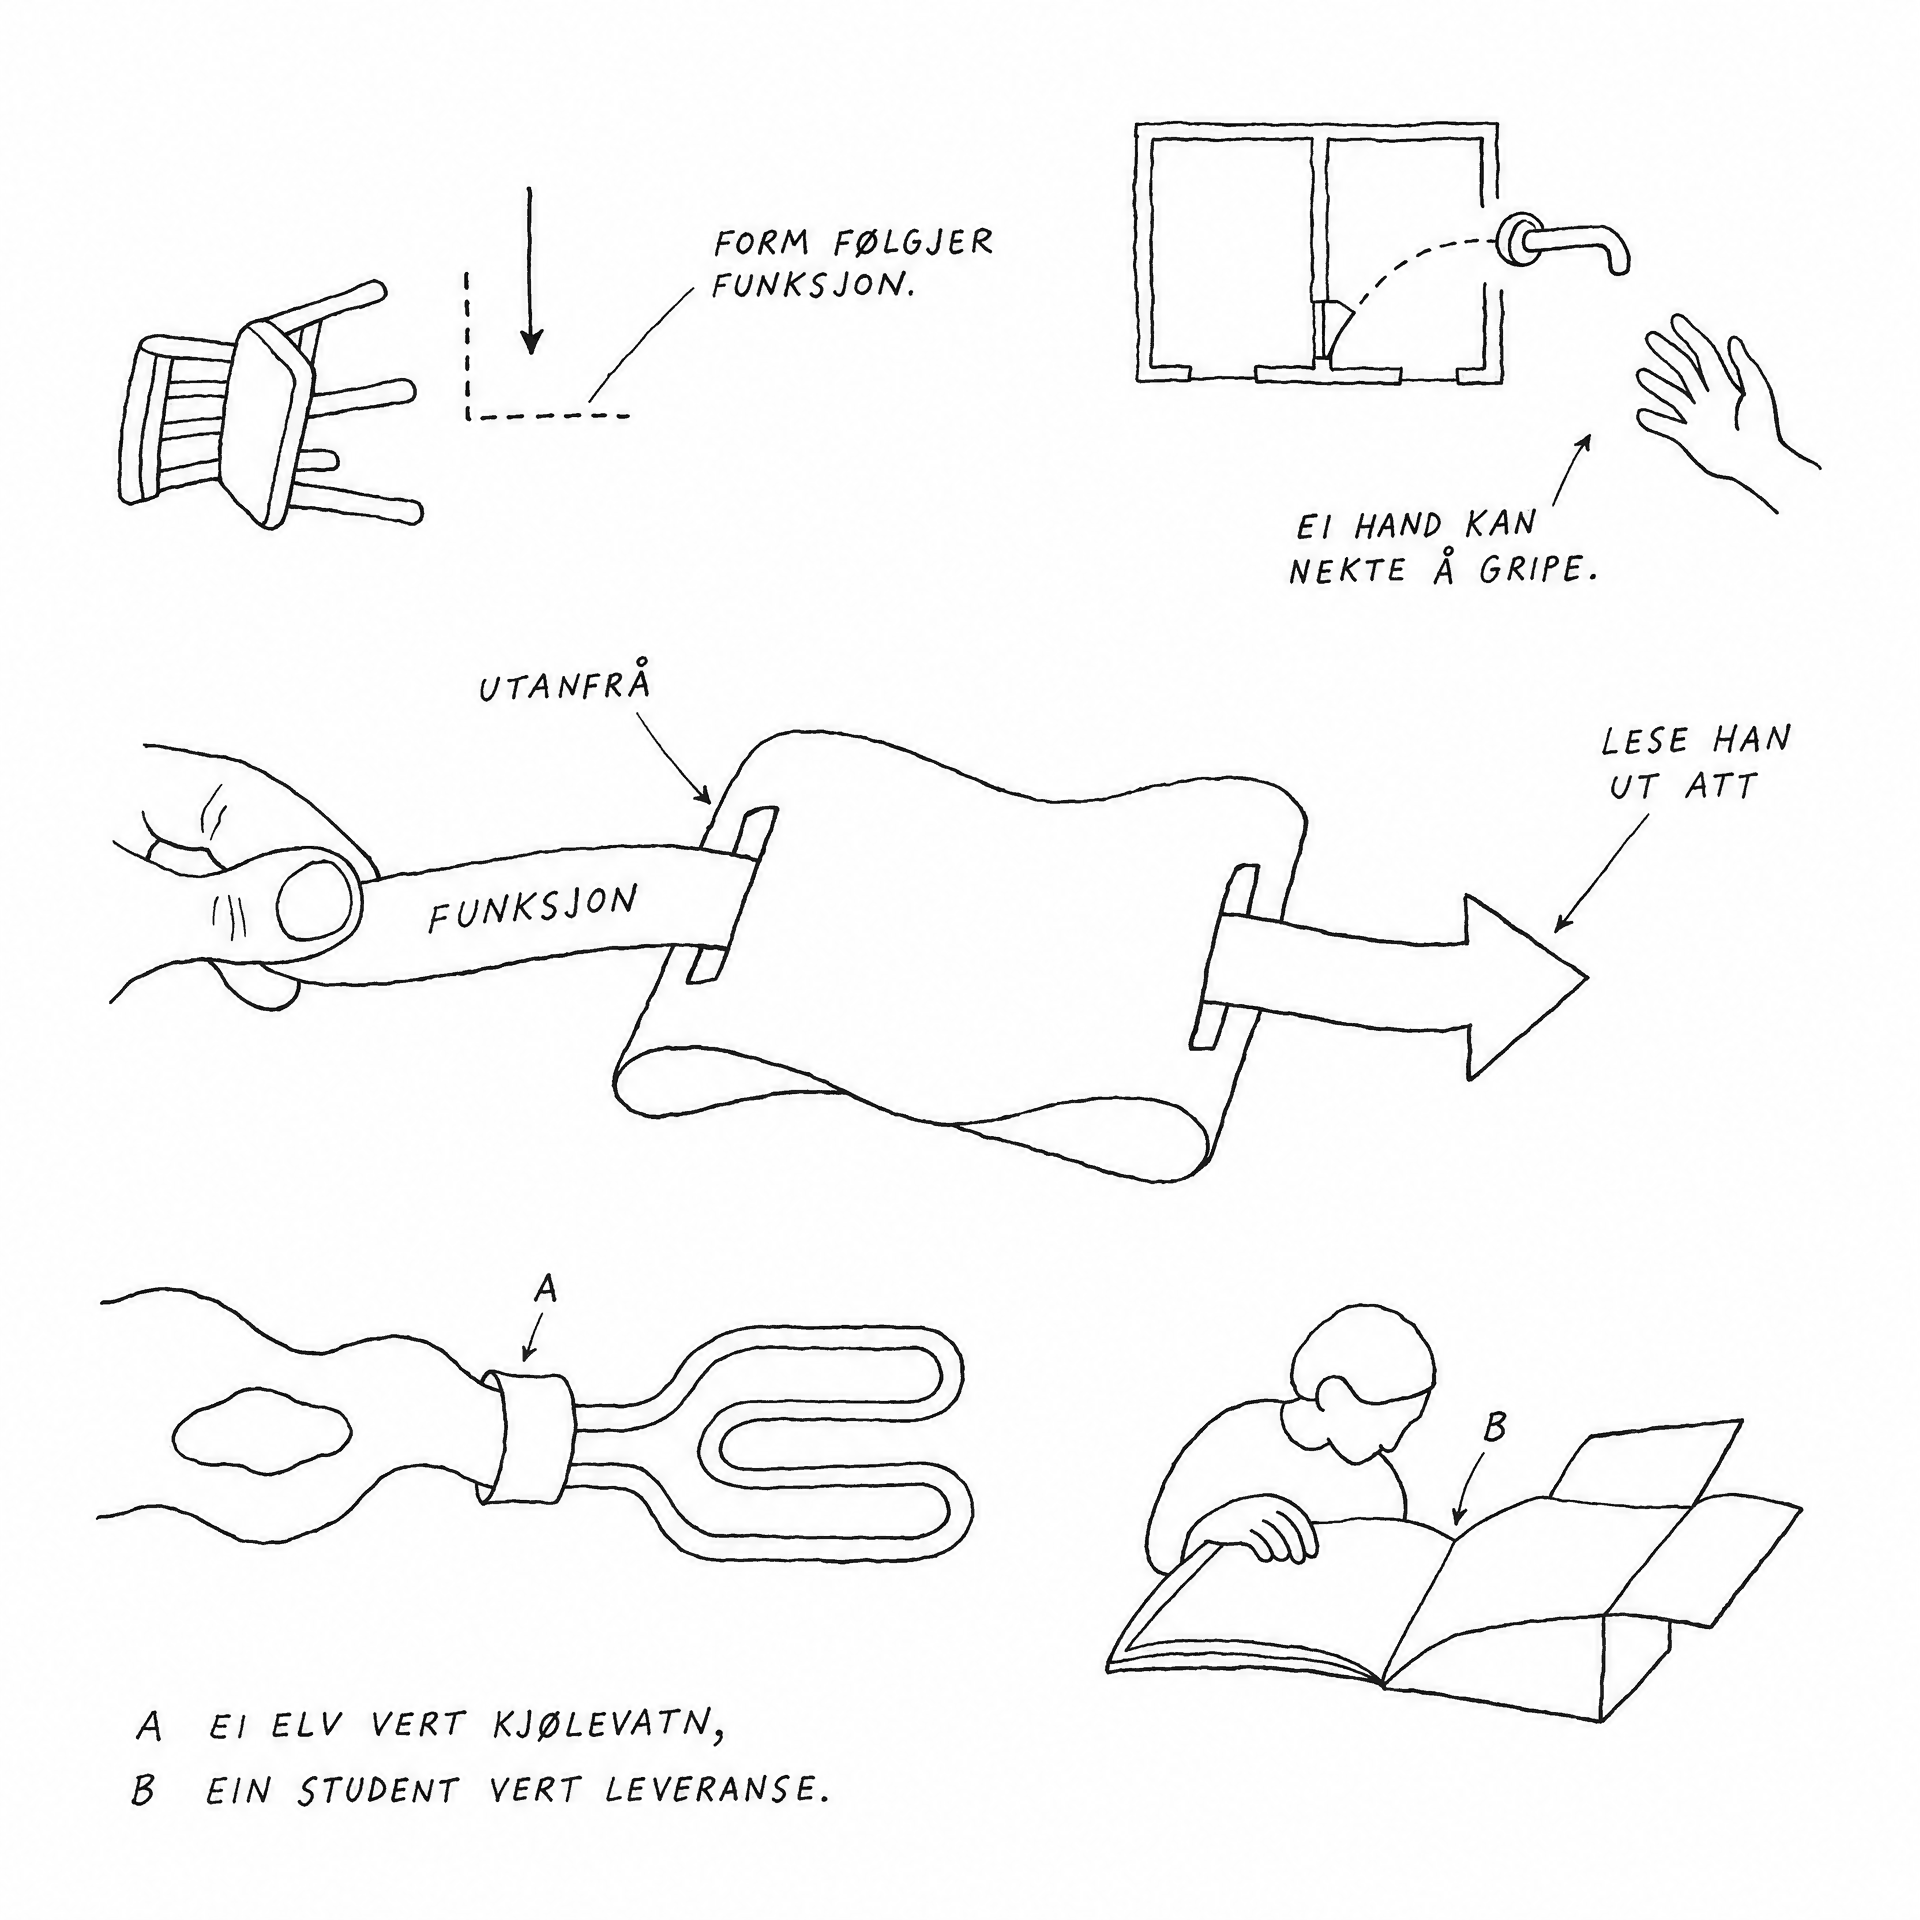 FORM FØLGJER
FUNKSJON.
EI HAND KAN
NEKTE Å GRIPE.
UTANFRÅ
LESE HAN
UT ATT
FUNKSJON
A
B
A EI ELV VERT KJØLEVATN,
B EIN STUDENT VERT LEVERANSE.